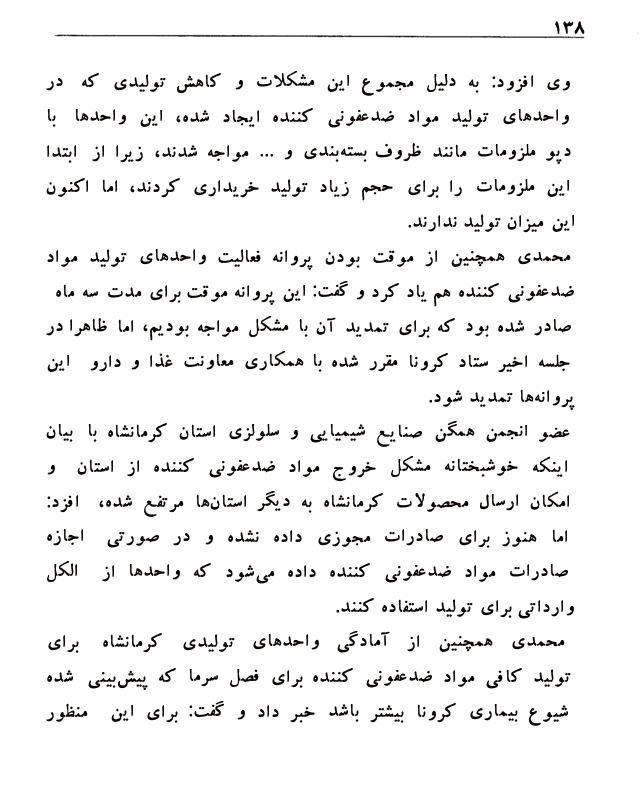 ۱۳۸
وی افزود: به دلیل مجموع این مشکلات و کاهش تولیدی که در
واحدهای تولید مواد ضدعفونی کننده ایجاد شده، این واحدها با
دپو ملزومات مانند ظروف بسته‌بندی و ... مواجه شدند، زیرا از ابتدا
این ملزومات را برای حجم زیاد تولید خریداری کردند، اما اکنون
این میزان تولید ندارند.
محمدی همچنین از موقت بودن پروانه فعالیت واحدهای تولید مواد
ضدعفونی کننده هم یاد کرد و گفت: این پروانه موقت برای مدت سه ماه
صادر شده بود که برای تمدید آن با مشکل مواجه بودیم، اما ظاهرا در
جلسه اخیر ستاد کرونا مقرر شده با همکاری معاونت غذا و دارو این
پروانه‌ها تمدید شود.
عضو انجمن همگن صنایع شیمیایی و سلولزی استان کرمانشاه با بیان
اینکه خوشبختانه مشکل خروج مواد ضدعفونی کننده از استان و
امکان ارسال محصولات کرمانشاه به دیگر استان‌ها مرتفع شده، افزد:
اما هنوز برای صادرات مجوزی داده نشده و در صورتی اجازه
صادرات مواد ضدعفونی کننده داده می‌شود که واحدها از الکل
وارداتی برای تولید استفاده کنند.
محمدی همچنین از آمادگی واحدهای تولیدی کرمانشاه برای
تولید کافی مواد ضدعفونی کننده برای فصل سرما که پیش‌بینی شده
شیوع بیماری کرونا بیشتر باشد خبر داد و گفت: برای این منظور